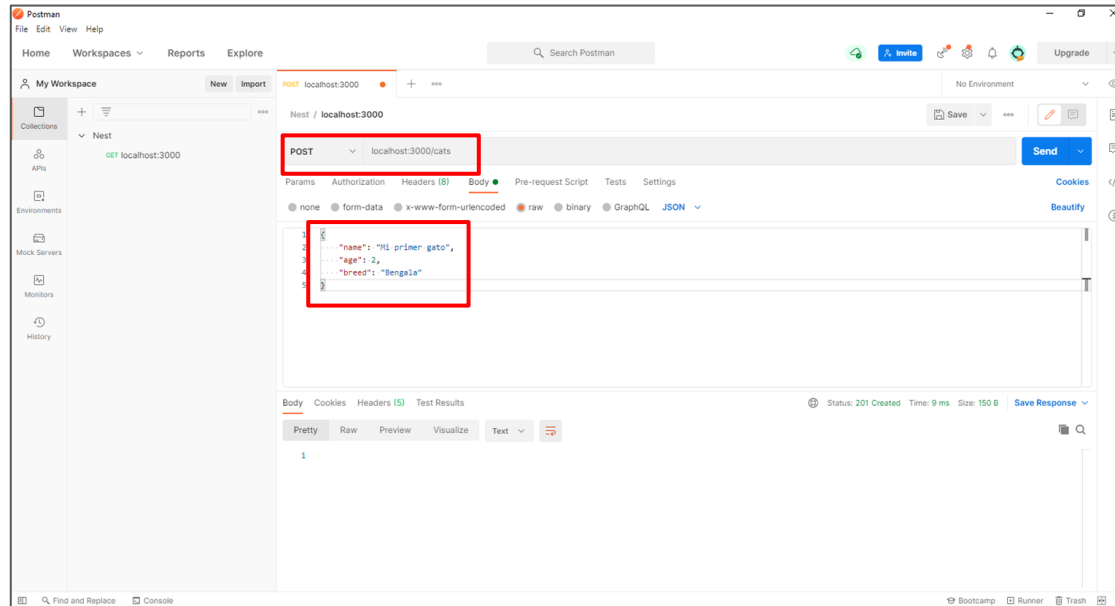 Postman
File Edit View Help
Home Workspaces Reports Explore Search Postman Invite Upgrade
My Workspace New Import POST localhost:3000 No Environment
Collections
APIs
Environments
Mock Servers
Monitors
History
Nest
GET localhost:3000
Nest / localhost:3000 Save
POST localhost:3000/cats Send
Params Authorization Headers (8) Body Pre-request Script Tests Settings Cookies
none form-data x-www-form-urlencoded raw binary GraphQL JSON Beautify
1 {
2 "name": "Mi primer gato",
3 "age": 2,
4 "breed": "Bengala"
5 }
Body Cookies Headers (5) Test Results Status: 201 Created Time: 9 ms Size: 150 B Save Response
Pretty Raw Preview Visualize Text
1
Find and Replace Console Bootcamp Runner Trash